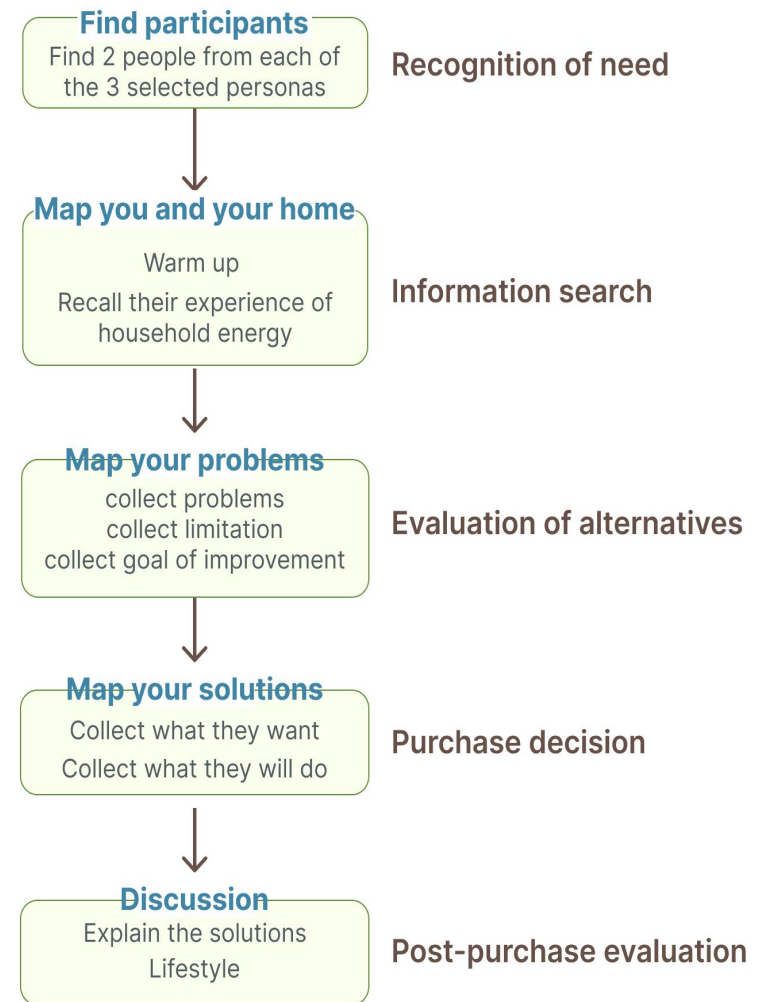 Find participants
Find 2 people from each of
the 3 selected personas
Recognition of need
Map you and your home
Warm up
Recall their experience of
household energy
Information search
Map your problems
collect problems
collect limitation
collect goal of improvement
Evaluation of alternatives
Map your solutions
Collect what they want
Collect what they will do
Purchase decision
Discussion
Explain the solutions
Lifestyle
Post-purchase evaluation